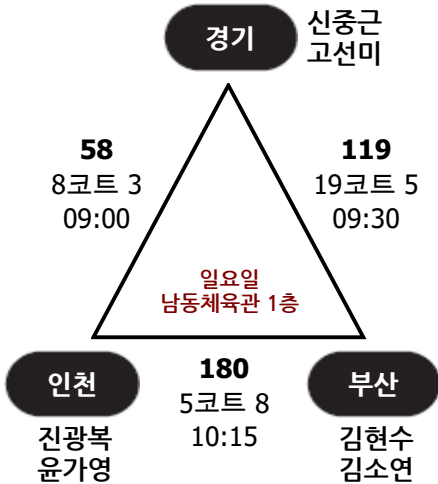 경기
신중근
고선미
58
8코트 3
09:00
119
19코트 5
09:30
일요일
남동체육관 1층
인천
진광복
윤가영
180
5코트 8
10:15
부산
김현수
김소연